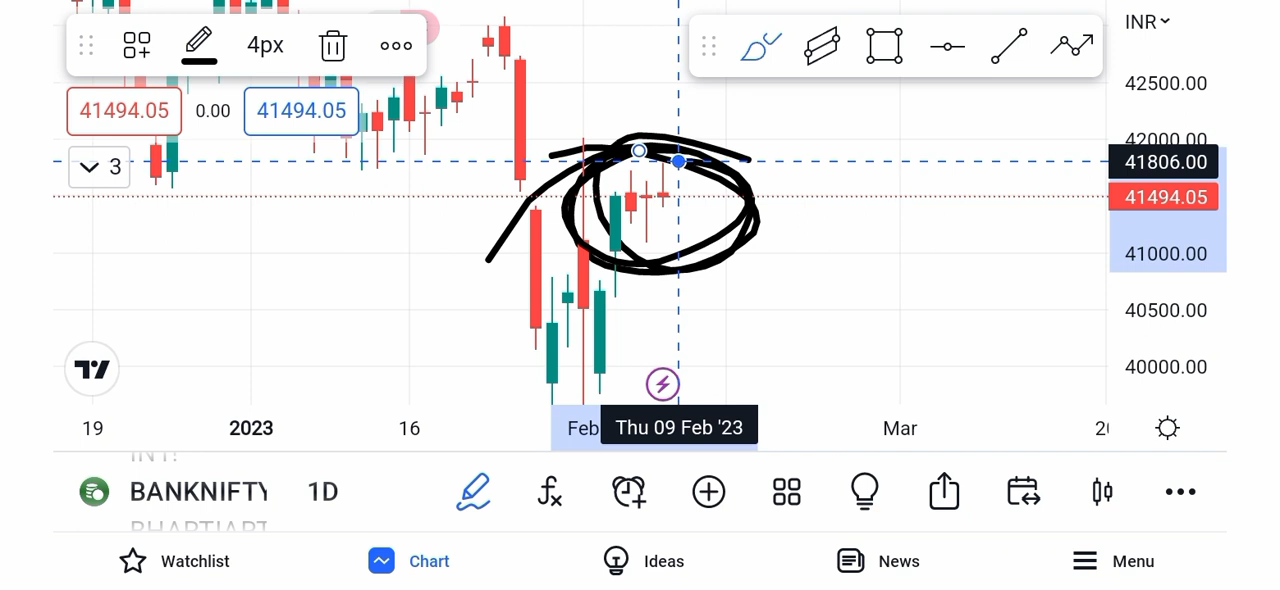 4px
INR
42500.00
42000.00
41494.05
0.00
41494.05
3
41806.00
41494.05
41000.00
40500.00
40000.00
19
2023
16
Feb
Thu 09 Feb '23
Mar
BANKNIFTY
1D
Watchlist
Chart
Ideas
News
Menu